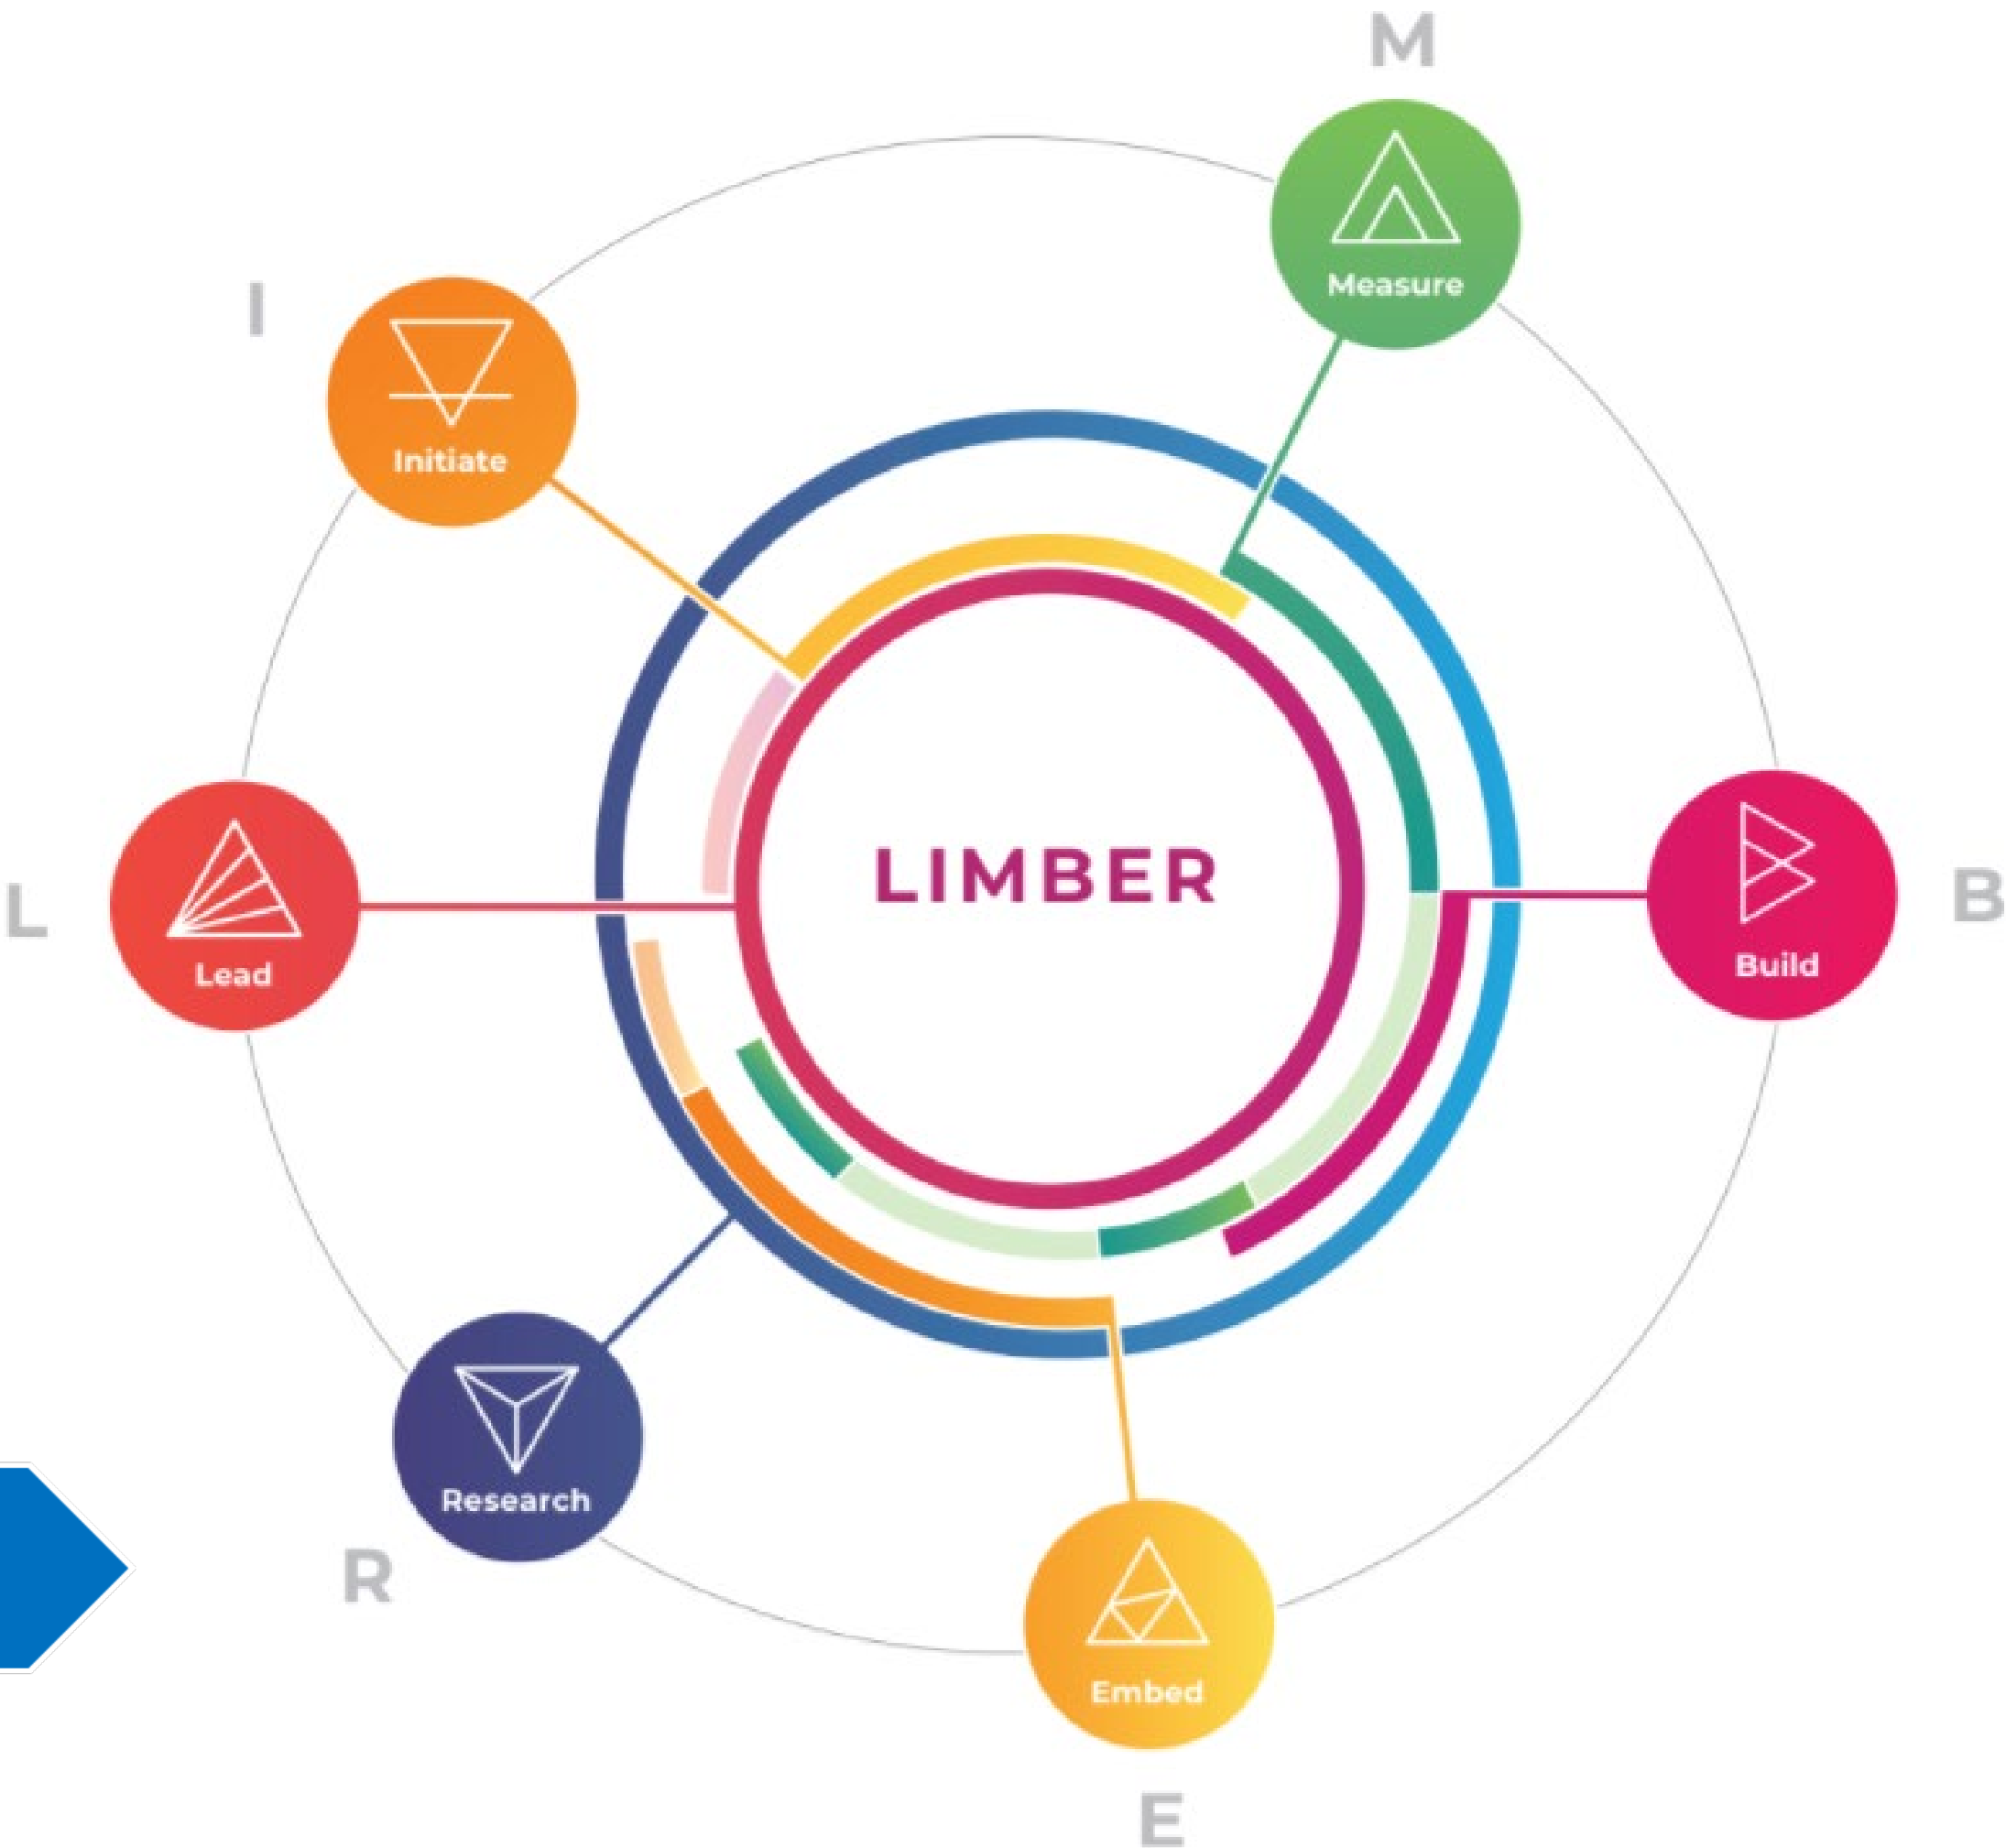 M
Measure
I
Initiate
LIMBER
L
Lead
B
Build
Research
R
Embed
E